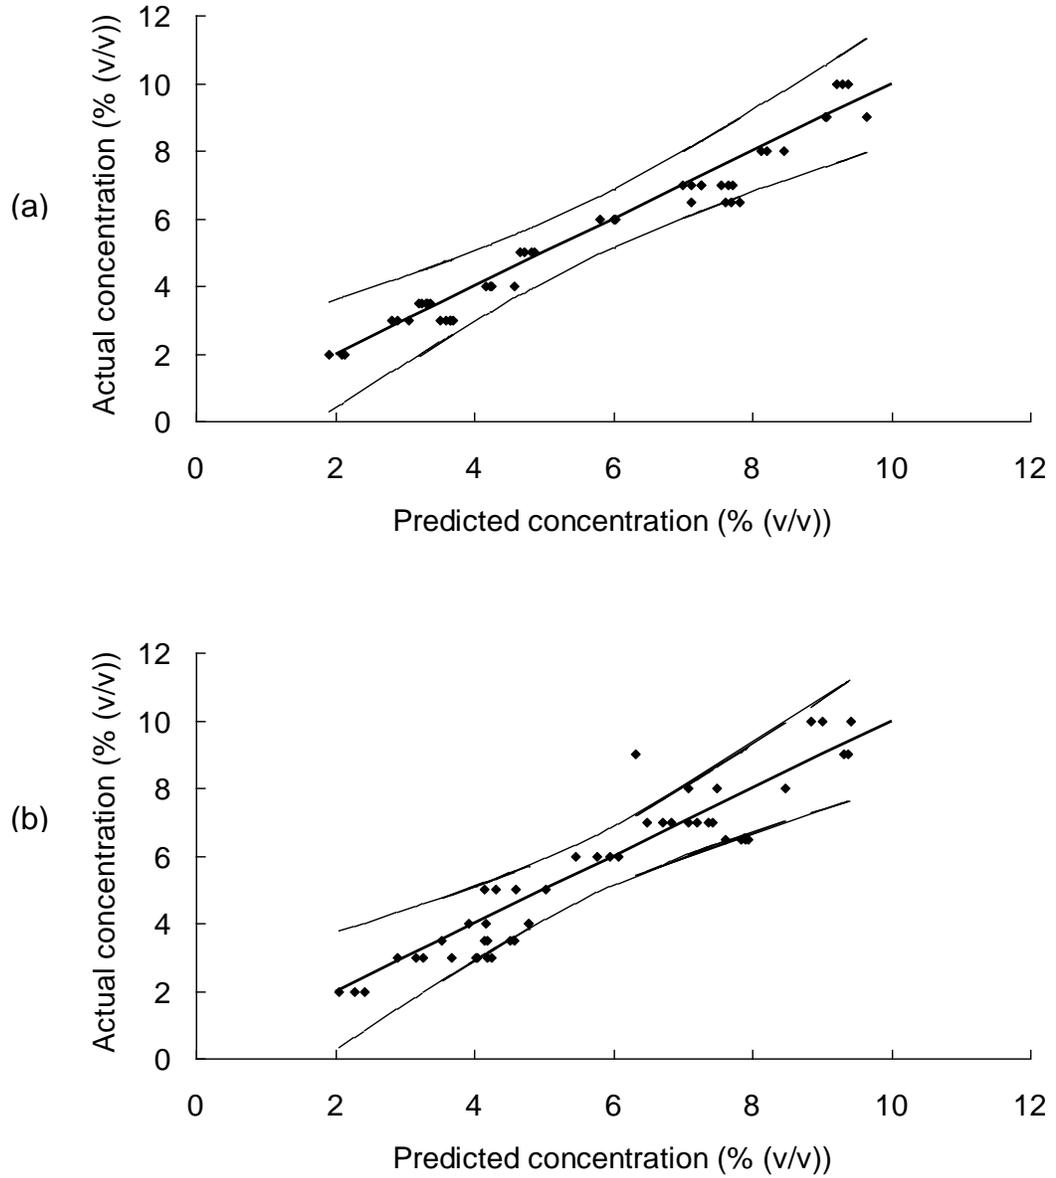 (a)
Actual concentration (% (v/v))
12
10
8
6
4
2
0
0 2 4 6 8 10 12
Predicted concentration (% (v/v))
(b)
Actual concentration (% (v/v))
12
10
8
6
4
2
0
0 2 4 6 8 10 12
Predicted concentration (% (v/v))